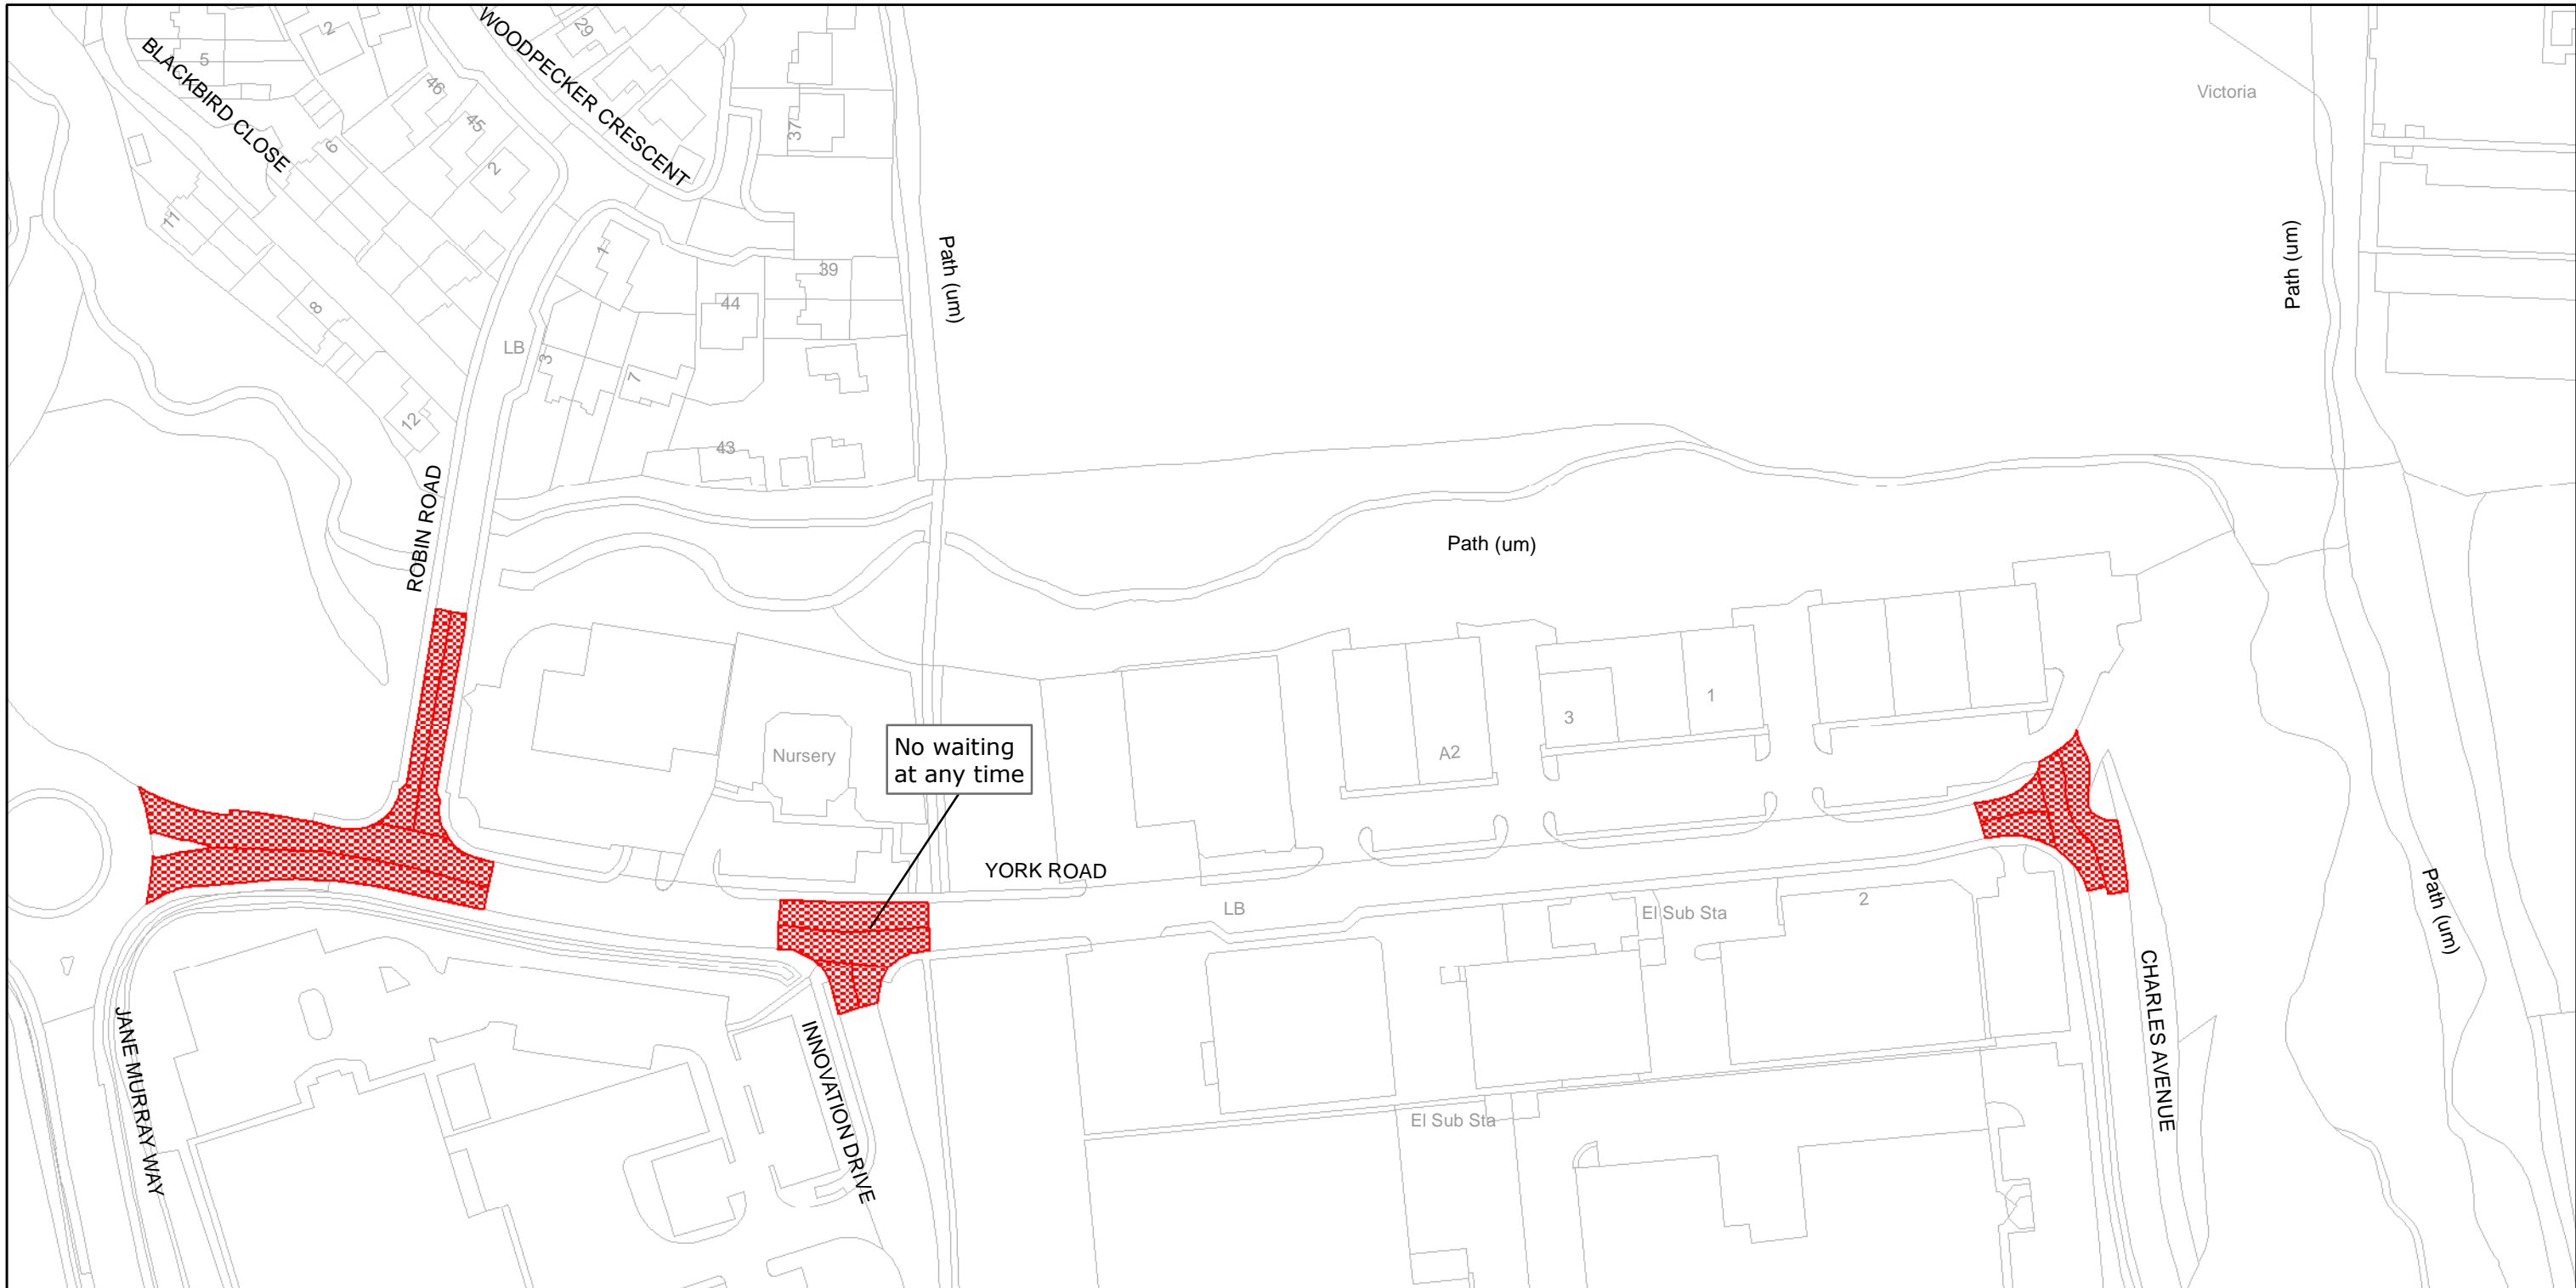 BLACKBIRD CLOSE
5
2
46
45
2
6
11
8
12
WOODPECKER CRESCENT
29
37
1
39
44
LB
3
7
43
Path (um)
Victoria
Path (um)
ROBIN ROAD
Path (um)
Nursery
No waiting
at any time
A2
3
1
YORK ROAD
LB
El Sub Sta
2
Path (um)
JANE MURRAY WAY
INNOVATION DRIVE
El Sub Sta
CHARLES AVENUE